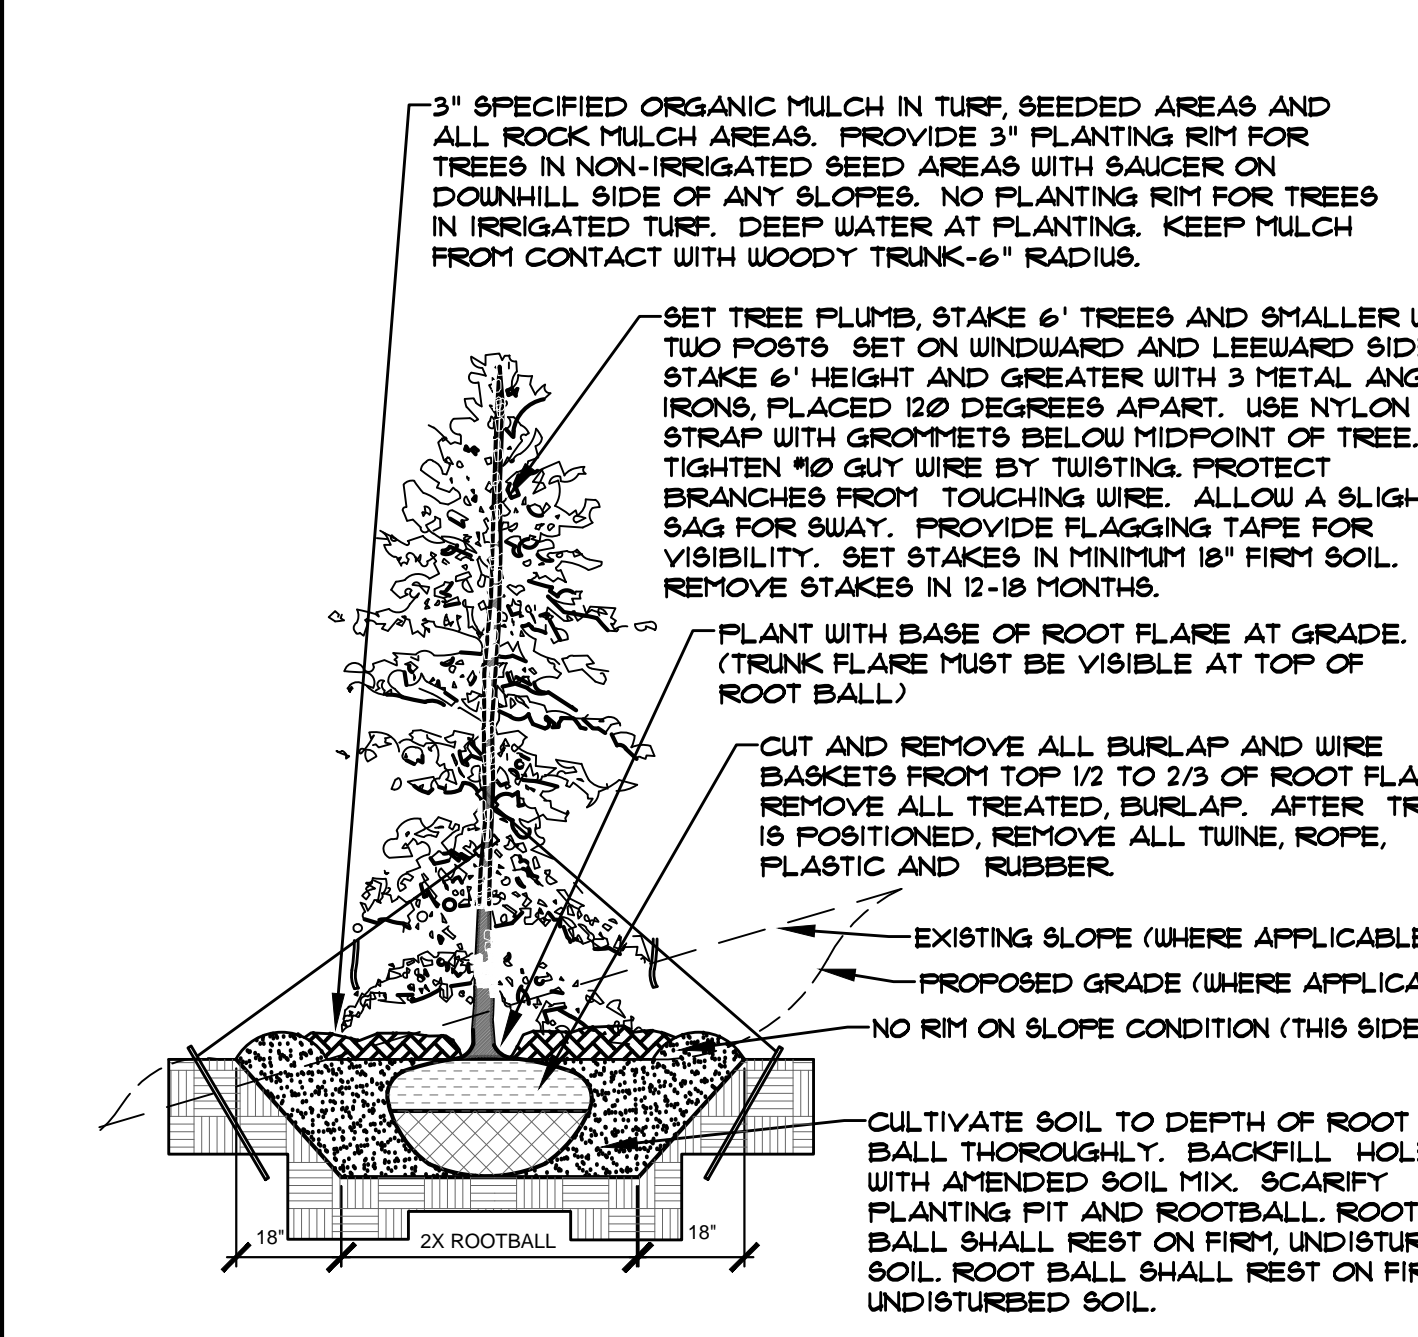 3" SPECIFIED ORGANIC MULCH IN TURF, SEEDED AREAS AND
ALL ROCK MULCH AREAS.  PROVIDE 3" PLANTING RIM FOR
TREES IN NON-IRRIGATED SEED AREAS WITH SAUCER ON
DOWNHILL SIDE OF ANY SLOPES.  NO PLANTING RIM FOR TREES
IN IRRIGATED TURF.  DEEP WATER AT PLANTING.  KEEP MULCH
FROM CONTACT WITH WOODY TRUNK-6" RADIUS.
SET TREE PLUMB, STAKE 6' TREES AND SMALLER
TWO POSTS  SET ON WINDWARD AND LEEWARD
STAKE 6' HEIGHT AND GREATER WITH 3 METAL
IRONS, PLACED 120 DEGREES APART.  USE NYLON
STRAP WITH GROMMETS BELOW MIDPOINT OF TREE.
TIGHTEN #10 GUY WIRE BY TWISTING. PROTECT
BRANCHES FROM  TOUCHING WIRE.  ALLOW A
SAG FOR SWAY.  PROVIDE FLAGGING TAPE FOR
VISIBILITY.  SET STAKES IN MINIMUM 18" FIRM SOIL.
REMOVE STAKES IN 12-18 MONTHS.
PLANT WITH BASE OF ROOT FLARE AT GRADE.
(TRUNK FLARE MUST BE VISIBLE AT TOP OF
ROOT BALL)
CUT AND REMOVE ALL BURLAP AND WIRE
BASKETS FROM TOP 1/2 TO 2/3 OF ROOT
REMOVE ALL TREATED, BURLAP.  AFTER
IS POSITIONED, REMOVE ALL TWINE, ROPE,
PLASTIC AND  RUBBER.
EXISTING SLOPE (WHERE APPLICABLE
PROPOSED GRADE (WHERE
NO RIM ON SLOPE CONDITION (THIS SIDE
CULTIVATE SOIL TO DEPTH OF ROOT
BALL THOROUGHLY.  BACKFILL
WITH AMENDED SOIL MIX.  SCARIFY
PLANTING PIT AND ROOTBALL. ROOT
BALL SHALL REST ON FIRM,
SOIL. ROOT BALL SHALL REST ON
UNDISTURBED SOIL.
18"
2X ROOTBALL
18"